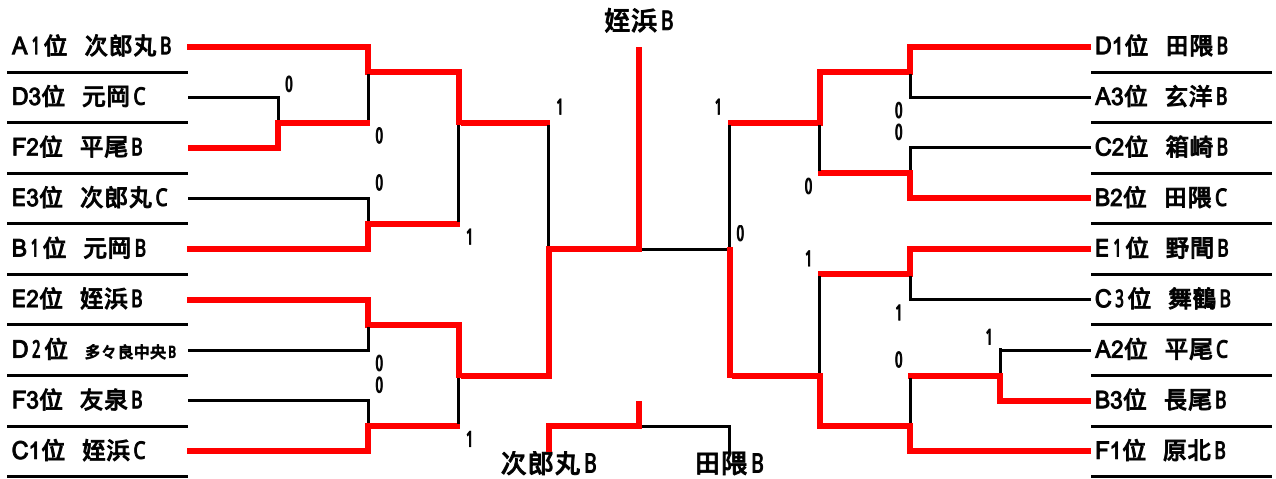 姪浜B
A1位 次郎丸B
D3位 元岡C
F2位 平尾B
E3位 次郎丸C
B1位 元岡B
E2位 姪浜B
D2位 多々良中央B
F3位 友泉B
C1位 姪浜C
0
0
0
1
0
0
1
1
次郎丸B
田隈B
1
0
0
0
0
1
1
0
1
D1位 田隈B
A3位 玄洋B
C2位 箱崎B
B2位 田隈C
E1位 野間B
C3位 舞鶴B
A2位 平尾C
B3位 長尾B
F1位 原北B